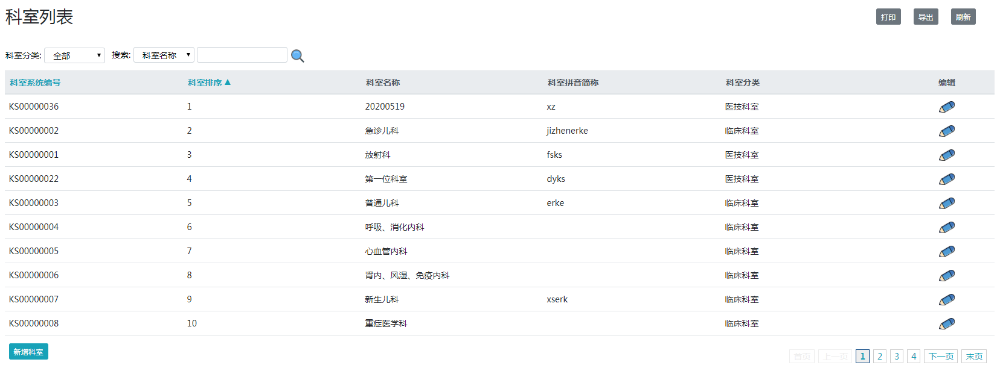 科室列表
打印 导出 刷新
科室分类: 全部 搜索: 科室名称
科室系统编号 科室排序▲ 科室名称 科室拼音简称 科室分类 编辑
KS00000036 1 20200519 xz 医技科室
KS00000002 2 急诊儿科 jizhenerke 临床科室
KS00000001 3 放射科 fsks 医技科室
KS00000022 4 第一位科室 dyks 医技科室
KS00000003 5 普通儿科 erke 临床科室
KS00000004 6 呼吸、消化内科 临床科室
KS00000005 7 心血管内科 临床科室
KS00000006 8 肾内、风湿、免疫内科 临床科室
KS00000007 9 新生儿科 xserk 临床科室
KS00000008 10 重症医学科 临床科室
新增科室
首页 上一页 1 2 3 4 下一页 末页